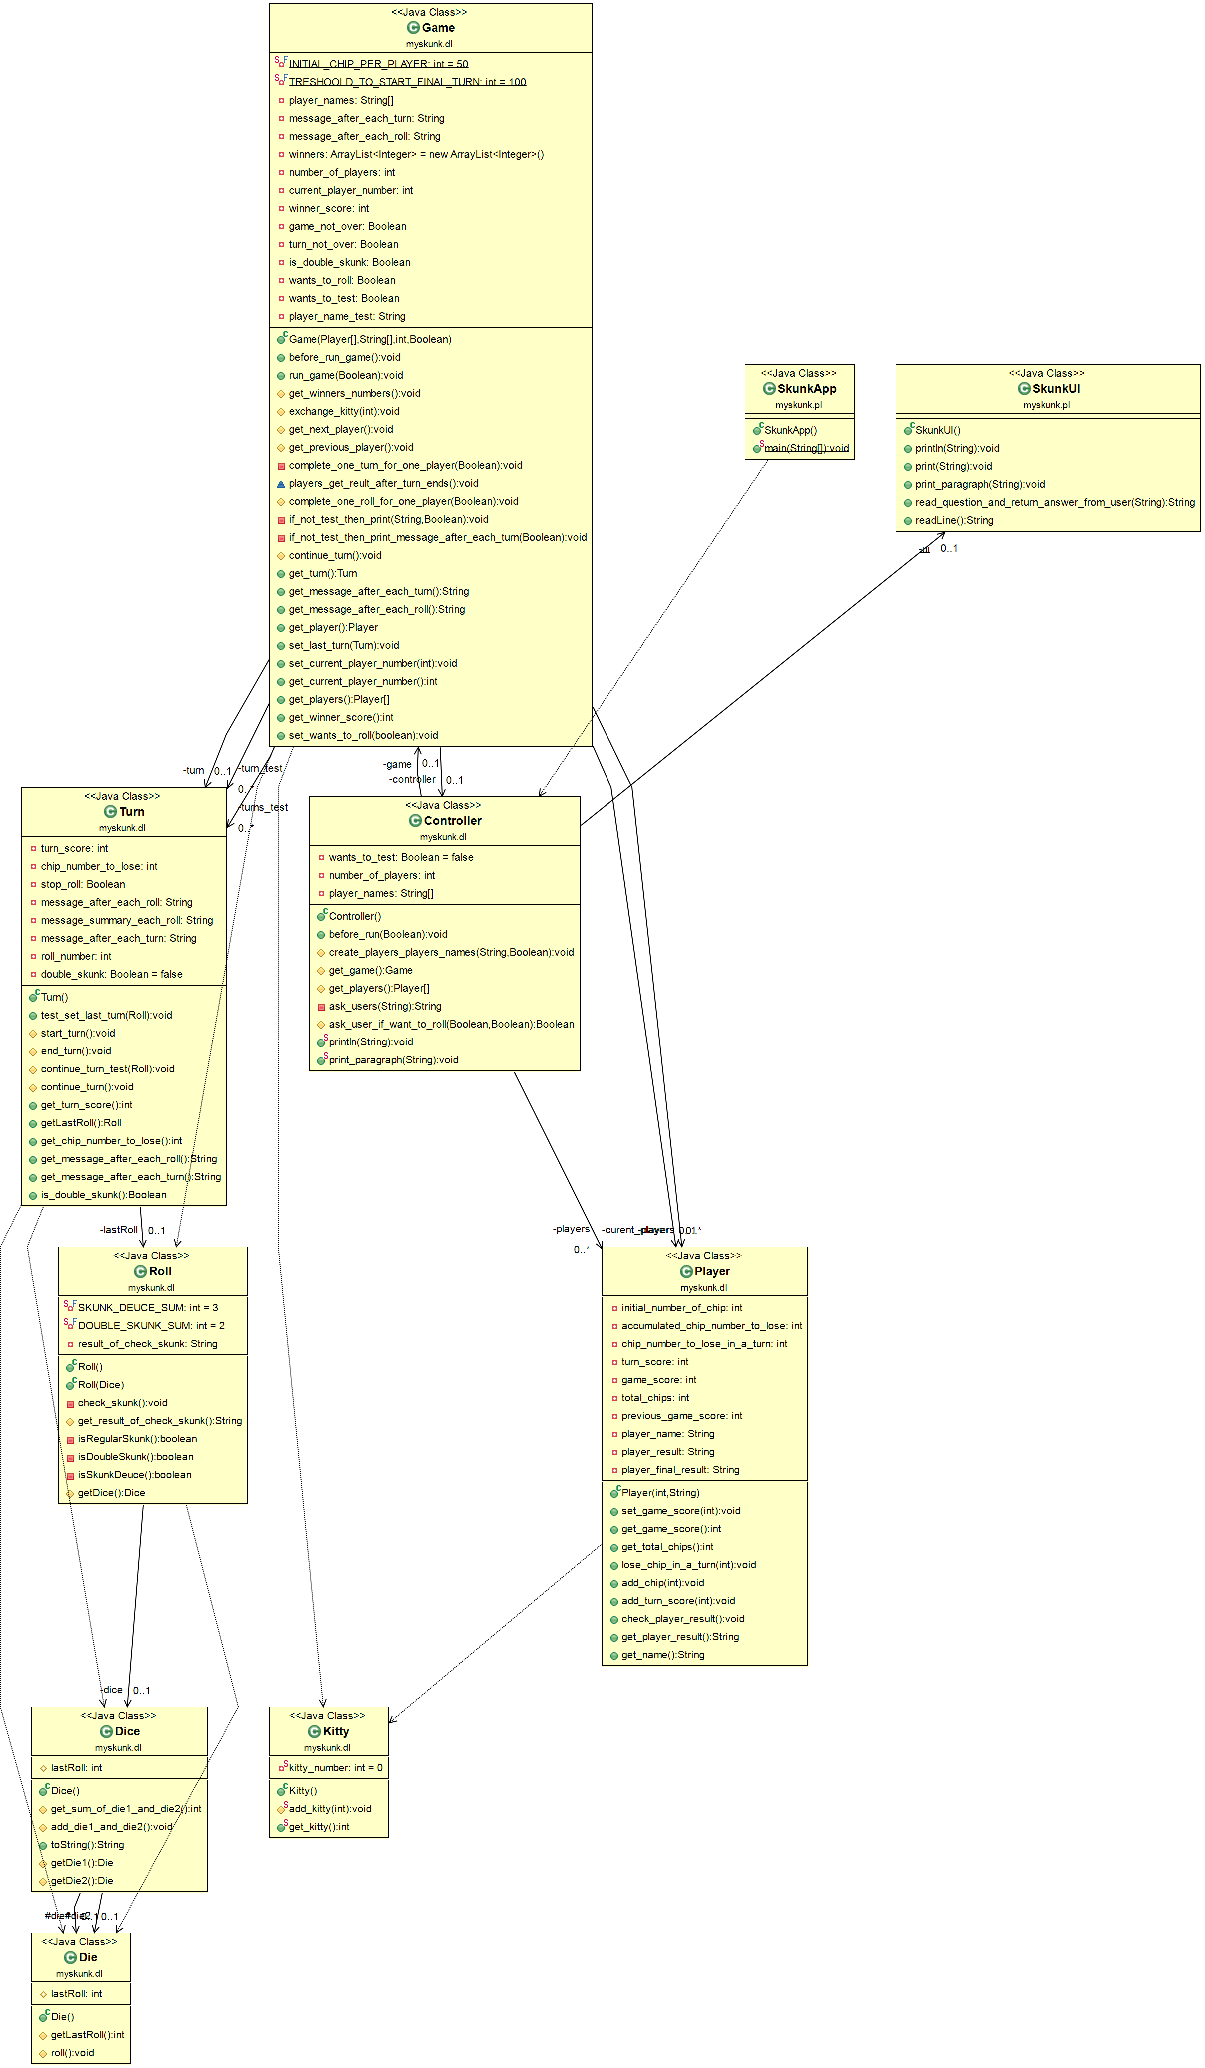 <<Java Class>>
Game
myskunk.dl
INITIAL_CHIP_PER_PLAYER: int = 50
TRESHOOLD_TO_START_FINAL_TURN: int = 100
player_names: String[]
message_after_each_turn: String
message_after_each_roll: String
winners: ArrayList<Integer> = new ArrayList<Integer>()
number_of_players: int
current_player_number: int
winner_score: int
game_not_over: Boolean
turn_not_over: Boolean
is_double_skunk: Boolean
wants_to_roll: Boolean
wants_to_test: Boolean
player_name_test: String
Game(Player[],String[],int,Boolean)
before_run_game():void
run_game(Boolean):void
get_winners_numbers():void
exchange_kitty(int):void
get_next_player():void
get_previous_player():void
complete_one_turn_for_one_player(Boolean):void
players_get_reult_after_turn_ends():void
complete_one_roll_for_one_player(Boolean):void
if_not_test_then_print(String,Boolean):void
if_not_test_then_print_message_after_each_turn(Boolean):void
continue_turn():void
get_turn():Turn
get_message_after_each_turn():String
get_message_after_each_roll():String
get_player():Player
set_last_turn(Turn):void
set_current_player_number(int):void
get_current_player_number():int
get_players():Player[]
get_winner_score():int
set_wants_to_roll(boolean):void
<<Java Class>>
SkunkApp
myskunk.pl
SkunkApp()
main(String[]):void
<<Java Class>>
SkunkUI
myskunk.pl
SkunkUI()
println(String):void
print(String):void
print_paragraph(String):void
read_question_and_return_answer_from_user(String):String
readLine():String
-ui 0..1
-turn 0..1
-turn_test
0..*
-turns_test
0..*
-game 0..1
-controller 0..1
<<Java Class>>
Turn
myskunk.dl
turn_score: int
chip_number_to_lose: int
stop_roll: Boolean
message_after_each_roll: String
message_summary_each_roll: String
message_after_each_turn: String
roll_number: int
double_skunk: Boolean = false
Turn()
test_set_last_turn(Roll):void
start_turn():void
end_turn():void
continue_turn_test(Roll):void
continue_turn():void
get_turn_score():int
getLastRoll():Roll
get_chip_number_to_lose():int
get_message_after_each_roll():String
get_message_after_each_turn():String
is_double_skunk():Boolean
<<Java Class>>
Controller
myskunk.dl
wants_to_test: Boolean = false
number_of_players: int
player_names: String[]
Controller()
before_run(Boolean):void
create_players_players_names(String,Boolean):void
get_game():Game
get_players():Player[]
ask_users(String):String
ask_user_if_want_to_roll(Boolean,Boolean):Boolean
println(String):void
print_paragraph(String):void
-lastRoll 0..1
-players
0..*
<<Java Class>>
Roll
myskunk.dl
SKUNK_DEUCE_SUM: int = 3
DOUBLE_SKUNK_SUM: int = 2
result_of_check_skunk: String
Roll()
Roll(Dice)
check_skunk():void
get_result_of_check_skunk():String
isRegularSkunk():boolean
isDoubleSkunk():boolean
isSkunkDeuce():boolean
getDice():Dice
<<Java Class>>
Player
myskunk.dl
initial_number_of_chip: int
accumulated_chip_number_to_lose: int
chip_number_to_lose_in_a_turn: int
turn_score: int
game_score: int
total_chips: int
previous_game_score: int
player_name: String
player_result: String
player_final_result: String
Player(int,String)
set_game_score(int):void
get_game_score():int
get_total_chips():int
lose_chip_in_a_turn(int):void
add_chip(int):void
add_turn_score(int):void
check_player_result():void
get_player_result():String
get_name():String
-dice 0..1
<<Java Class>>
Dice
myskunk.dl
lastRoll: int
Dice()
get_sum_of_die1_and_die2():int
add_die1_and_die2():void
toString():String
getDie1():Die
getDie2():Die
<<Java Class>>
Kitty
myskunk.dl
kitty_number: int = 0
Kitty()
add_kitty(int):void
get_kitty():int
0..1
<<Java Class>>
Die
myskunk.dl
lastRoll: int
Die()
getLastRoll():int
roll():void